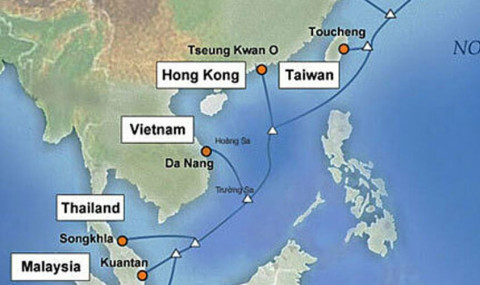 Toucheng
Tseung Kwan O
NO
Hong Kong
Taiwan
Vietnam
Hoàng Sa
Da Nang
Trường Sa
Thailand
Songkhla
Kuantan
Malaysia